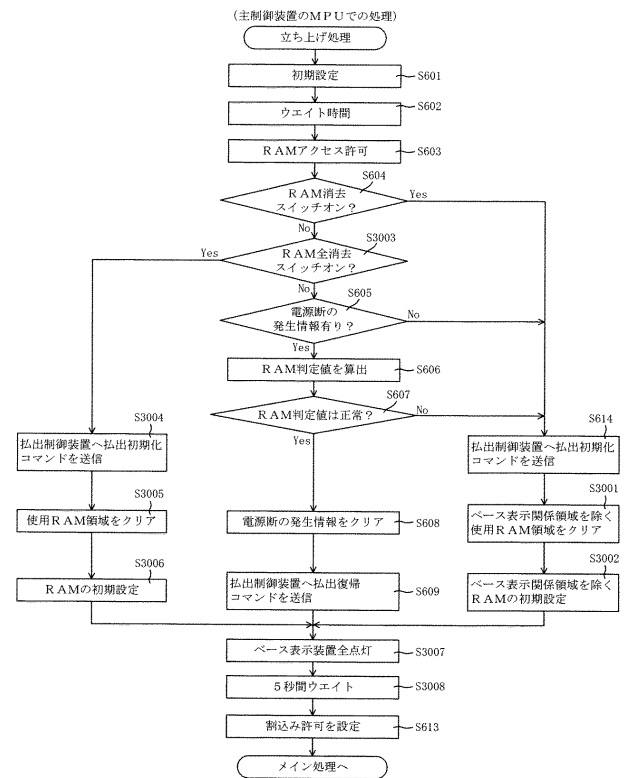 （主制御装置のＭＰＵでの処理）
立ち上げ処理
初期設定
S601
ウエイト時間
S602
ＲＡＭアクセス許可
S603
S604
ＲＡＭ消去
スイッチオン？
Yes
No
S3003
ＲＡＭ全消去
スイッチオン？
Yes
No
S605
電源断の
発生情報有り？
No
Yes
ＲＡＭ判定値を算出
S606
S607
ＲＡＭ判定値は正常？
No
Yes
S3004
払出制御装置へ払出初期化
コマンドを送信
S3005
使用ＲＡＭ領域をクリア
S3006
ＲＡＭの初期設定
電源断の発生情報をクリア
S608
払出制御装置へ払出復帰
コマンドを送信
S609
S614
払出制御装置へ払出初期化
コマンドを送信
S3001
ベース表示関係領域を除く
使用ＲＡＭ領域をクリア
S3002
ベース表示関係領域を除く
ＲＡＭの初期設定
ベース表示装置全点灯
S3007
５秒間ウエイト
S3008
割込み許可を設定
S613
メイン処理へ